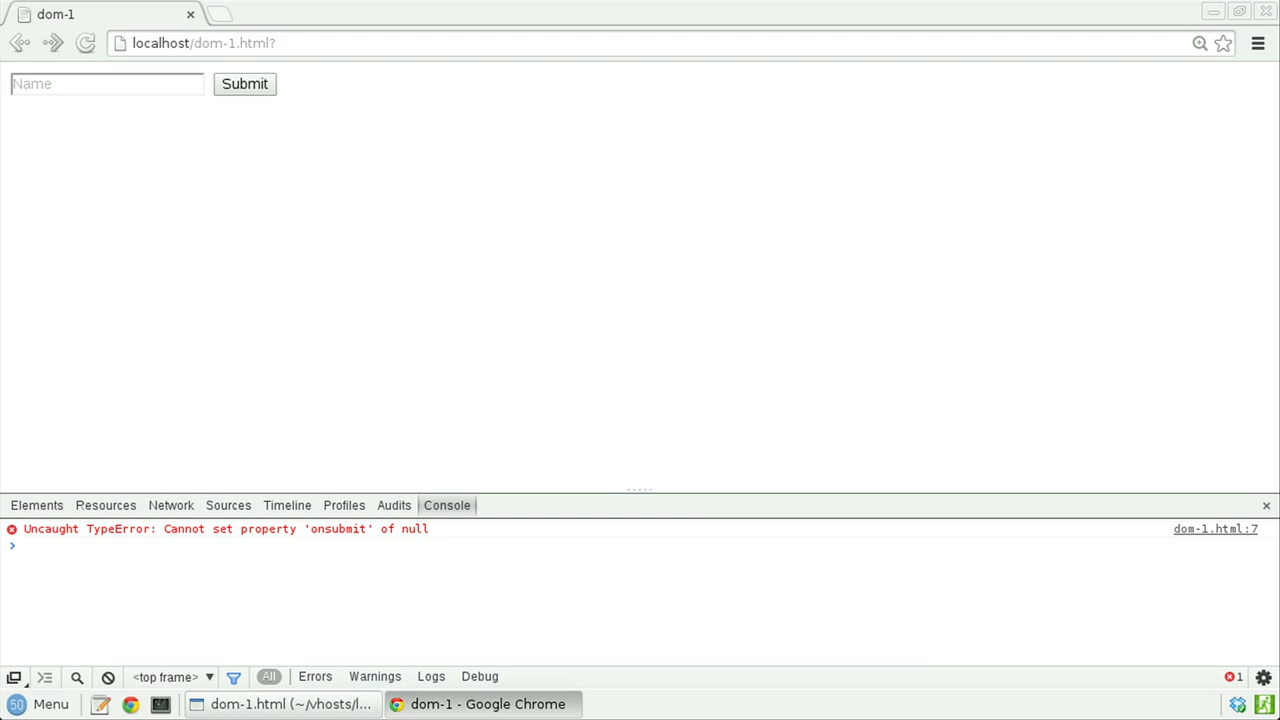 dom-1
localhost/dom-1.html?
Name Submit
Elements Resources Network Sources Timeline Profiles Audits Console
Uncaught TypeError: Cannot set property 'onsubmit' of null dom-1.html:7
<top frame> All Errors Warnings Logs Debug 1
50 Menu dom-1.html (~/vhosts/l... dom-1 - Google Chrome